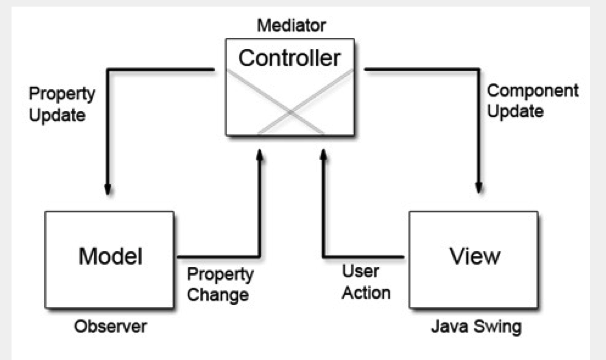 Mediator
Controller
Property
Update
Component
Update
Model
Property
Change
User
Action
View
Observer
Java Swing